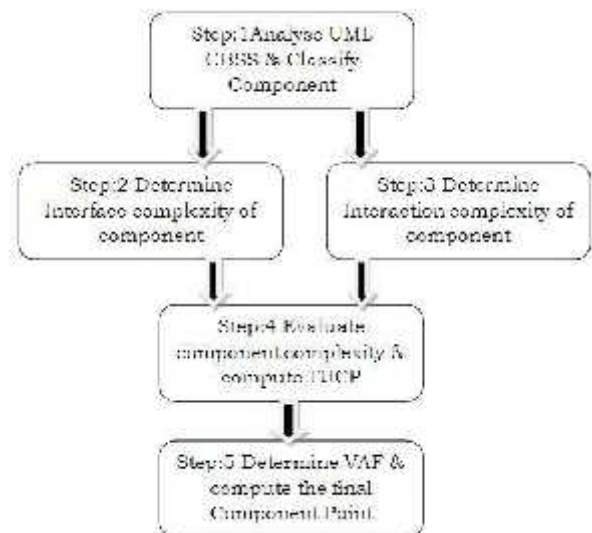 Step:1Analyse UML
CBSS & Classify
Component
Step:2 Determine
Interface complexity of
component
Step:3 Determine
Interaction complexity of
component
Step:4 Evaluate
component complexity &
compute TUCP
Step:5 Determine VAF &
compute the final
Component Point